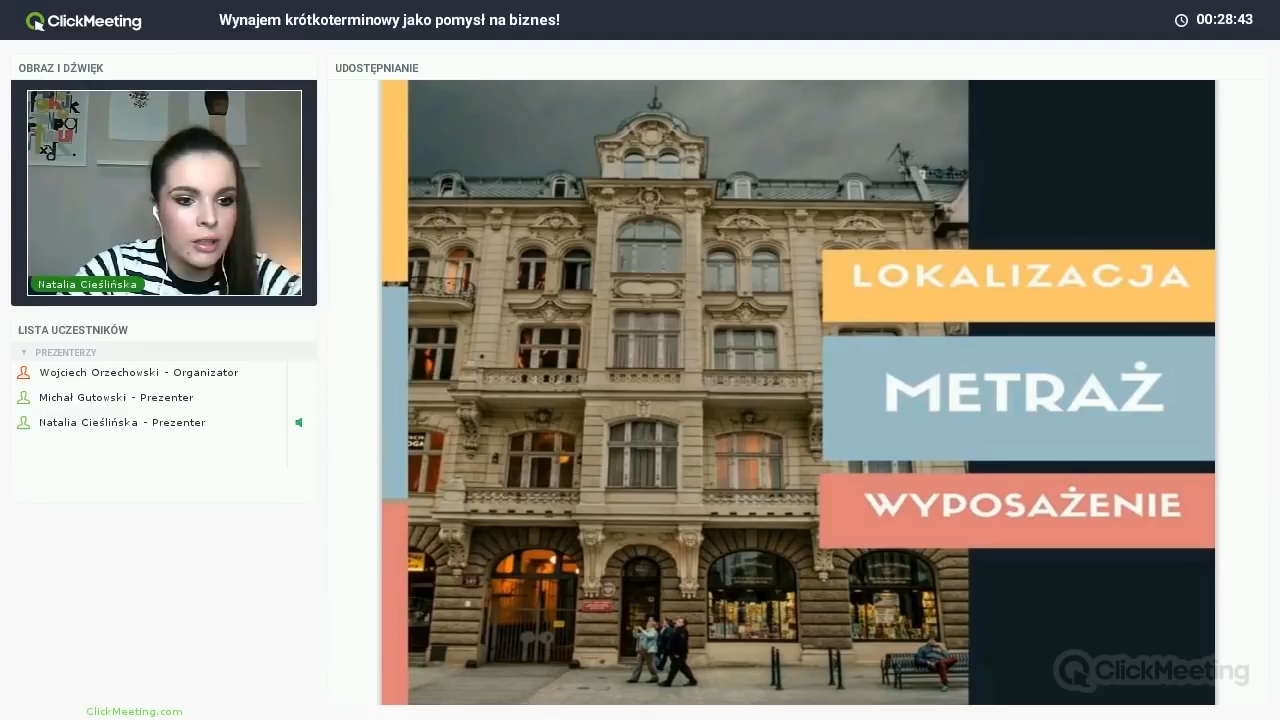 ClickMeeting
Wynajem krótkoterminowy jako pomysł na biznes!
00:28:43
OBRAZ I DŹWIĘK
Natalia Cieślińska
LISTA UCZESTNIKÓW
PREZENTERZY
Wojciech Orzechowski - Organizator
Michał Gutowski - Prezenter
Natalia Cieślińska - Prezenter
ClickMeeting.com
UDOSTĘPNIANIE
LOKALIZACJA
METRAŻ
WYPOSAŻENIE
ClickMeeting